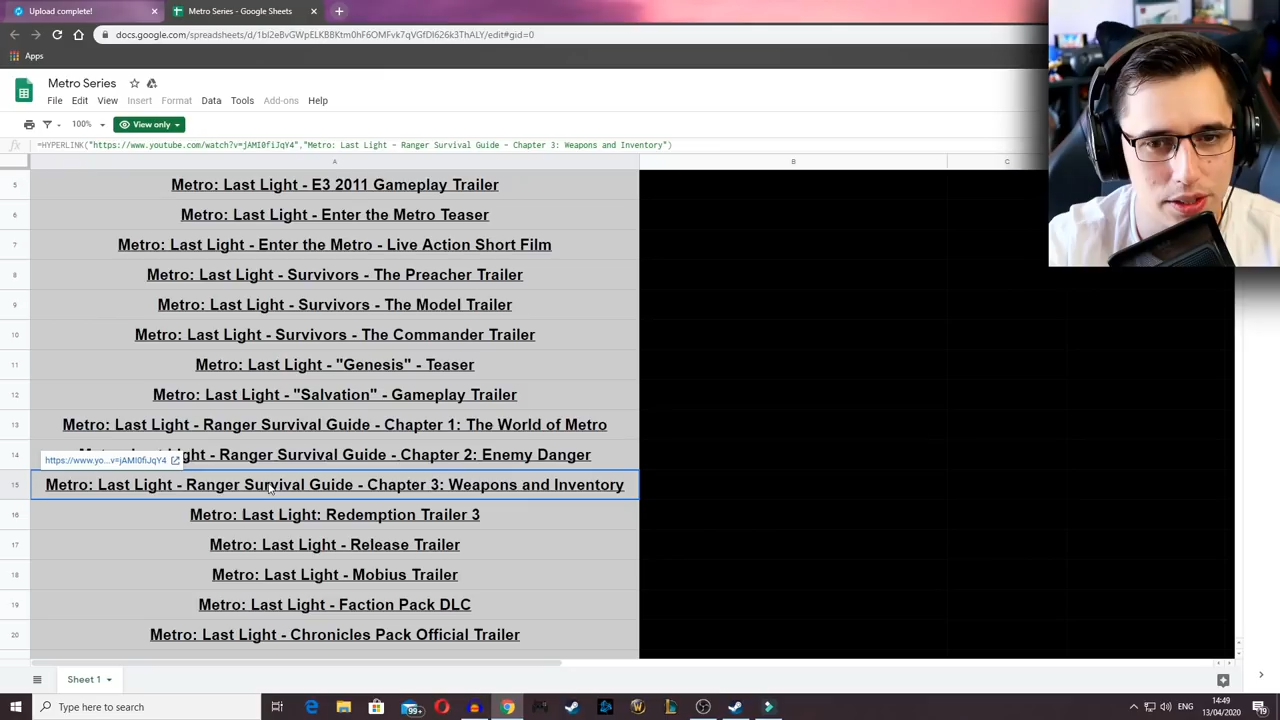 Upload complete!
Metro Series - Google Sheets
docs.google.com/spreadsheets/d/1bI2eBvGWpELKBBKtm0hF6OMFvk7qVGfDI626k3ThALY/edit#gid=0
Apps
Metro Series
File Edit View Insert Format Data Tools Add-ons Help
100% View only
=HYPERLINK("https://www.youtube.com/watch?v=jAMI0fiJqY4","Metro: Last Light - Ranger Survival Guide - Chapter 3: Weapons and Inventory")
A B C
5 Metro: Last Light - E3 2011 Gameplay Trailer
6 Metro: Last Light - Enter the Metro Teaser
7 Metro: Last Light - Enter the Metro - Live Action Short Film
8 Metro: Last Light - Survivors - The Preacher Trailer
9 Metro: Last Light - Survivors - The Model Trailer
10 Metro: Last Light - Survivors - The Commander Trailer
11 Metro: Last Light - "Genesis" - Teaser
12 Metro: Last Light - "Salvation" - Gameplay Trailer
13 Metro: Last Light - Ranger Survival Guide - Chapter 1: The World of Metro
14 Light - Ranger Survival Guide - Chapter 2: Enemy Danger
https://www.yo...v=jAMI0fiJqY4
15 Metro: Last Light - Ranger Survival Guide - Chapter 3: Weapons and Inventory
16 Metro: Last Light: Redemption Trailer 3
17 Metro: Last Light - Release Trailer
18 Metro: Last Light - Mobius Trailer
19 Metro: Last Light - Faction Pack DLC
20 Metro: Last Light - Chronicles Pack Official Trailer
Sheet 1
Type here to search
99+
ENG
14:49
13/04/2020
19